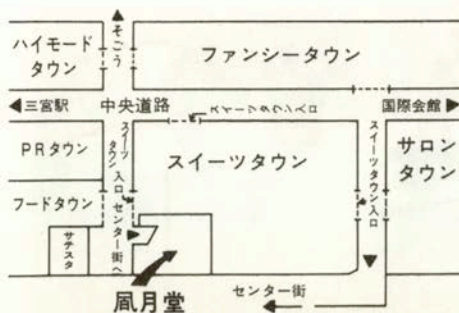 そごう
ハイモード
タウン
ファンシータウン
三宮駅
中央道路
スイーツタウン入口
国際会館
PRタウン
スイーツ
タウン
入口
スイーツタウン
スイーツタウン入口
サロン
タウン
フードタウン
センター街へ
サテスタ
凮月堂
センター街